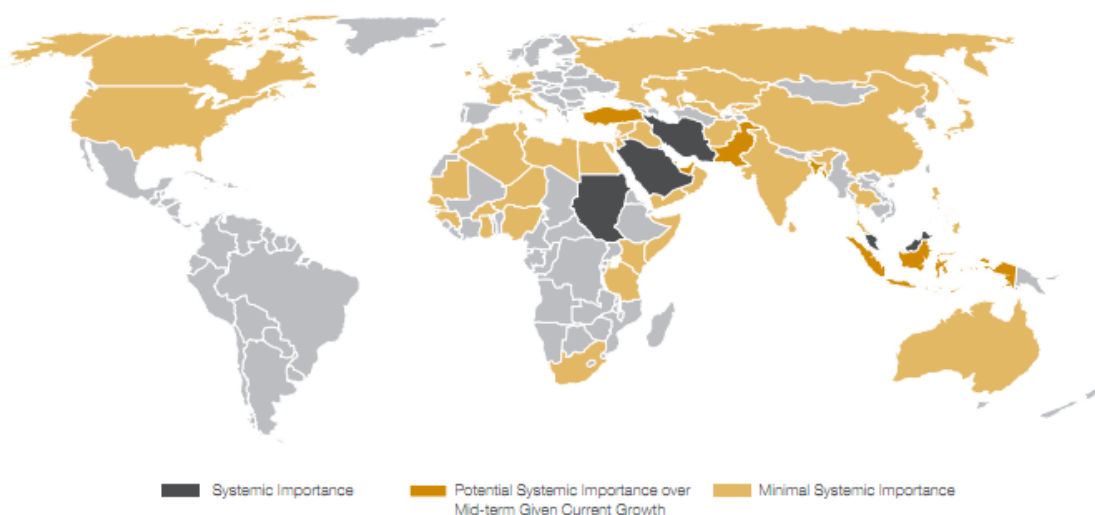 Systemic Importance
Potential Systemic Importance over
Mid-term Given Current Growth
Minimal Systemic Importance